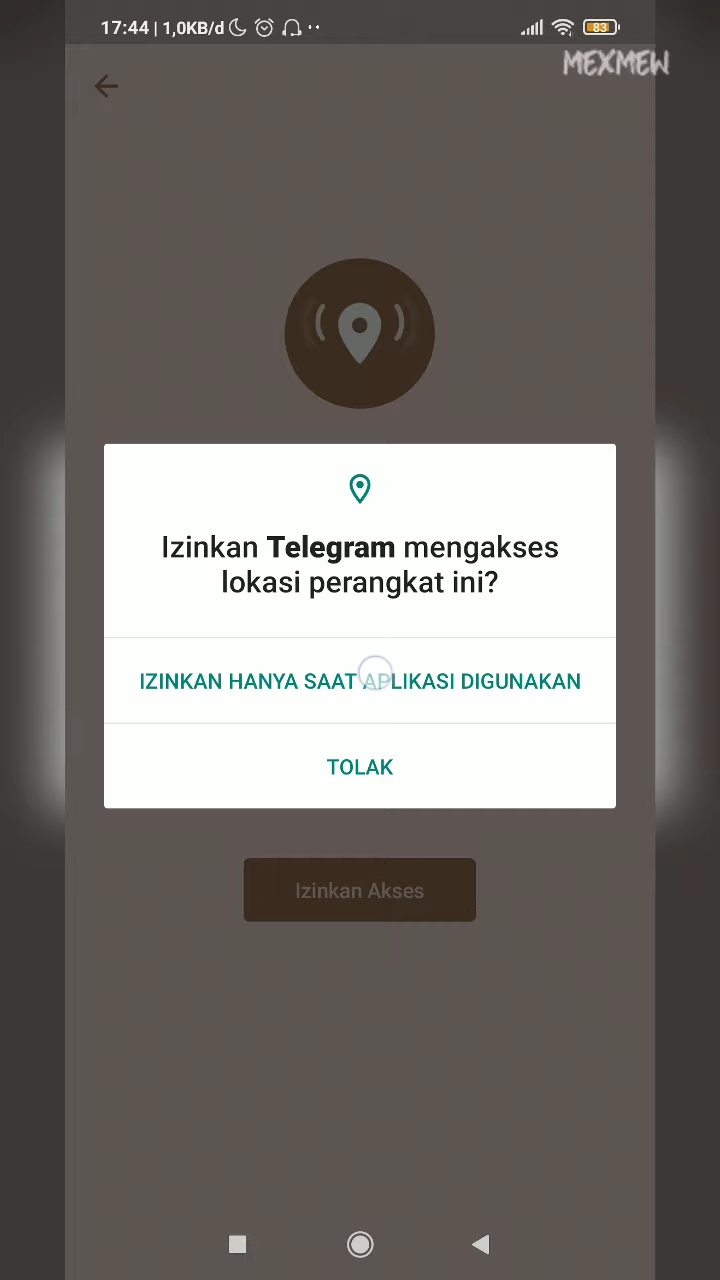 17:44 | 1,0KB/d
83
MEXMEW
Izinkan Telegram mengakses
lokasi perangkat ini?
IZINKAN HANYA SAAT APLIKASI DIGUNAKAN
TOLAK
Izinkan Akses